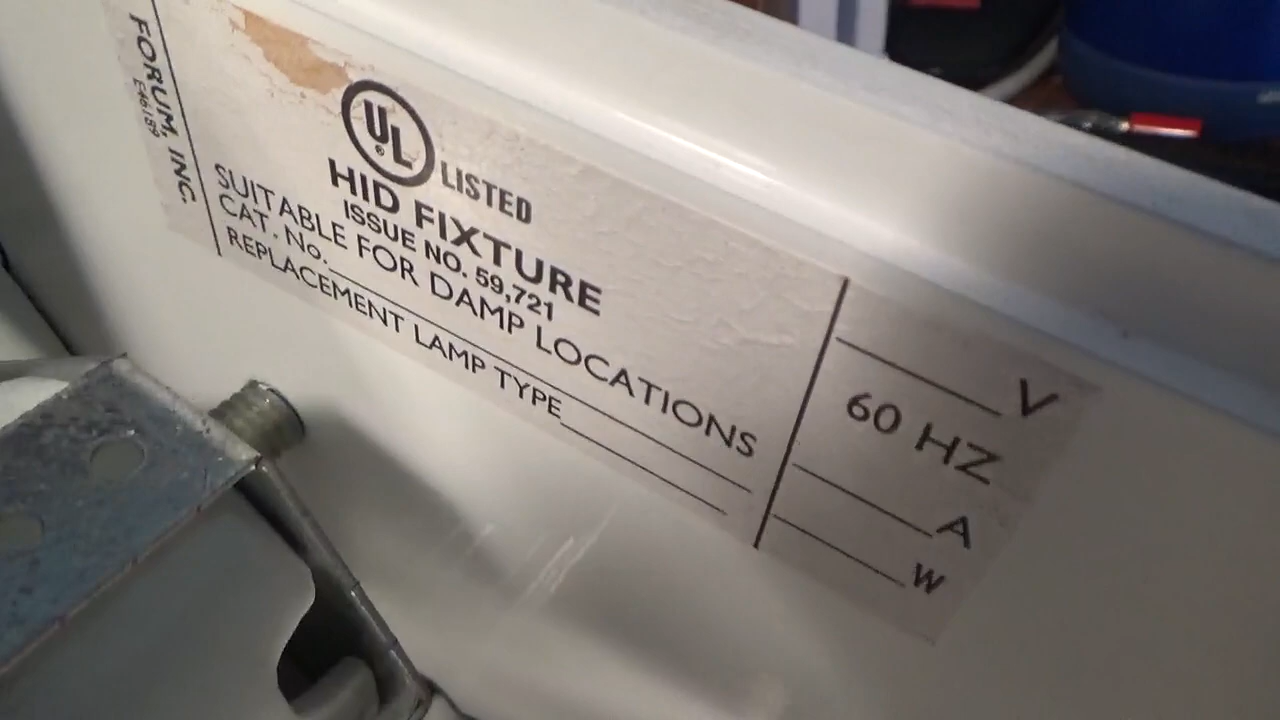 FORUM, INC.
E46189
UL
®
LISTED
HID FIXTURE
ISSUE NO. 59,721
SUITABLE FOR DAMP LOCATIONS
CAT. No.
REPLACEMENT LAMP TYPE
V
60 HZ
A
W